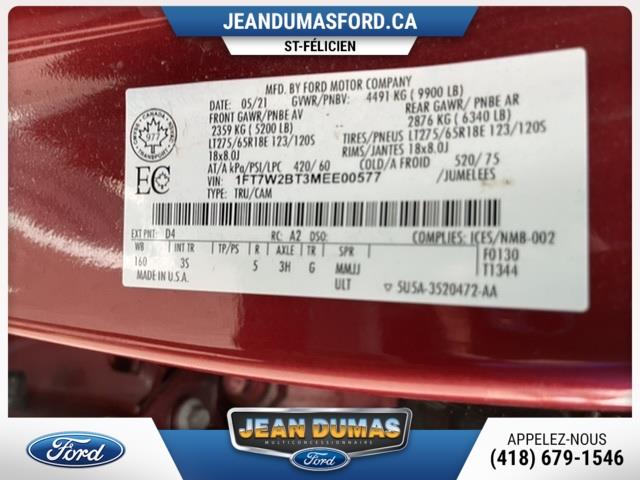 JEANDUMASFORD.CA
ST-FÉLICIEN
MFD. BY FORD MOTOR COMPANY
05/21 GVWR/PNBV: 4491 KG (9900 LB)
FRONT GAWR/PNBE AV REAR GAWR/ PNBE AR
2359 KG (5200 LB) 2876 KG (6340 LB)
LT275/65R18E 123/120S TIRES/PNEUS LT275/65R18E 123/120S
18x8.0J RIMS/JANTES 18x8.0J
AT/A kPa/PSI/LPC 420/60 COLD/A FROID 520/75
VIN: 1FT7W2BT3MEE00577 /JUMELEES
TYPE: TRU/CAM
CANADA
977
EC
EXT PNT: D4 RC: A2 DSO: COMPLIES: ICES/NMB-002
WB INT TR TP/PS R AXLE TR SPR F0130
160 3S 5 3H G MMJJ T1344
MADE IN U.S.A. ULT 5U5A-3520472-AA
Ford
JEAN DUMAS
MULTICONCESSIONNAIRE
Ford
APPELEZ-NOUS
(418) 679-1546